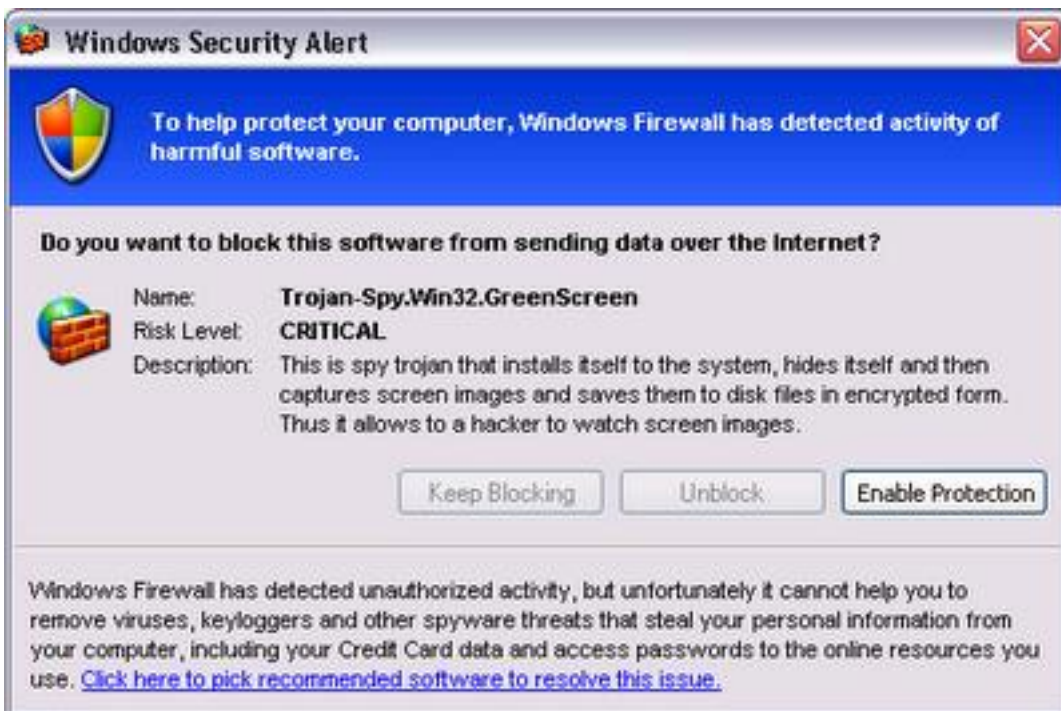 Windows Security Alert
To help protect your computer, Windows Firewall has detected activity of
harmful software.
Do you want to block this software from sending data over the Internet?
Name: Trojan-Spy.Win32.GreenScreen
Risk Level: CRITICAL
Description: This is spy trojan that installs itself to the system, hides itself and then
captures screen images and saves them to disk files in encrypted form.
Thus it allows to a hacker to watch screen images.
Keep Blocking Unblock Enable Protection
Windows Firewall has detected unauthorized activity, but unfortunately it cannot help you to
remove viruses, keyloggers and other spyware threats that steal your personal information from
your computer, including your Credit Card data and access passwords to the online resources you
use. Click here to pick recommended software to resolve this issue.